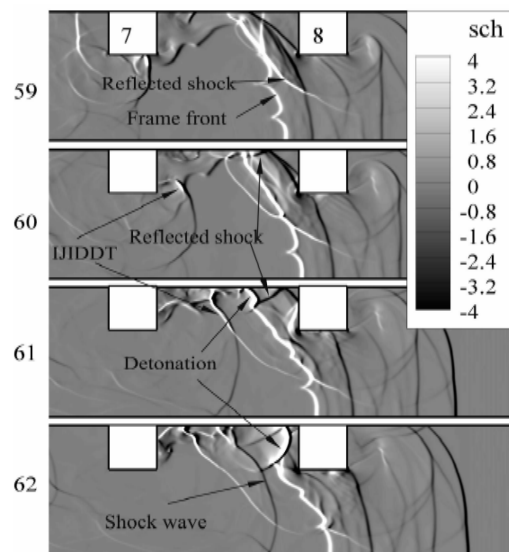 7
8
sch
59
Reflected shock
Frame front
4
3.2
2.4
1.6
0.8
0
-0.8
-1.6
-2.4
-3.2
-4
60
Reflected shock
IJIDDT
61
Detonation
62
Shock wave